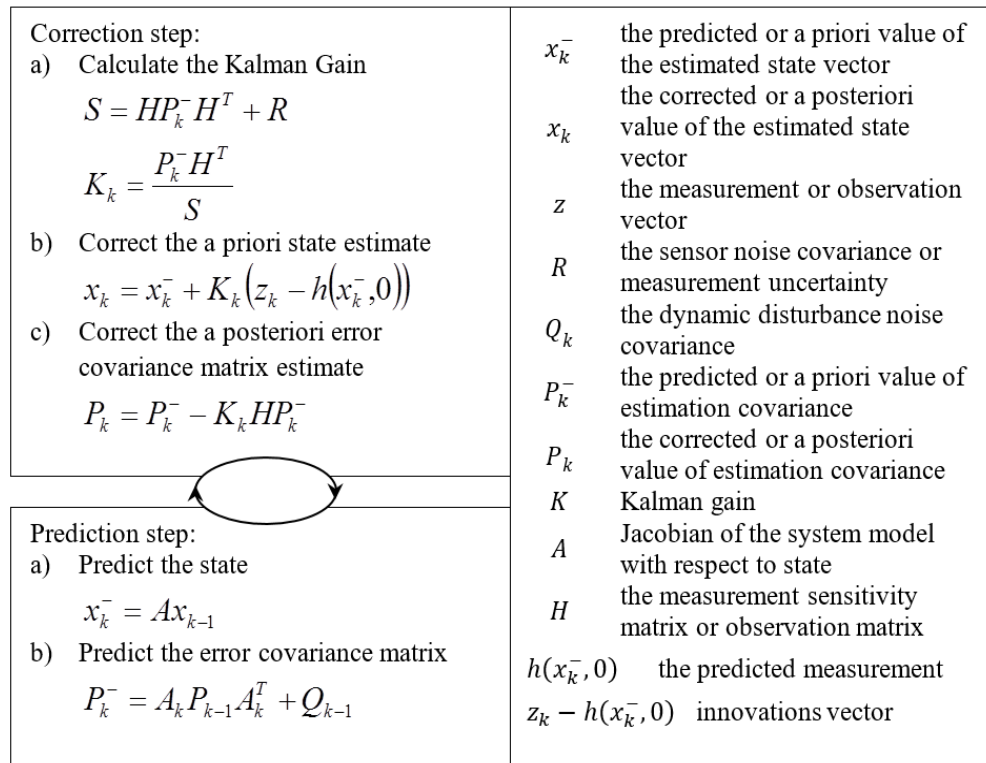 Correction step:
a) Calculate the Kalman Gain
S = HP_k^- H^T + R
K_k = \frac{P_k^- H^T}{S}
b) Correct the a priori state estimate
x_k = x_k^- + K_k(z_k − h(x_k^-,0))
c) Correct the a posteriori error
covariance matrix estimate
P_k = P_k^- − K_k HP_k^-
Prediction step:
a) Predict the state
x_k^- = Ax_{k−1}
b) Predict the error covariance matrix
P_k^- = A_k P_{k−1} A_k^T + Q_{k−1}
x_k^- the predicted or a priori value of
the estimated state vector
the corrected or a posteriori
x_k value of the estimated state
vector
z the measurement or observation
vector
R the sensor noise covariance or
measurement uncertainty
Q_k the dynamic disturbance noise
covariance
P_k^- the predicted or a priori value of
estimation covariance
P_k the corrected or a posteriori
value of estimation covariance
K Kalman gain
A Jacobian of the system model
with respect to state
H the measurement sensitivity
matrix or observation matrix
h(x_k^-, 0) the predicted measurement
z_k − h(x_k^-, 0) innovations vector